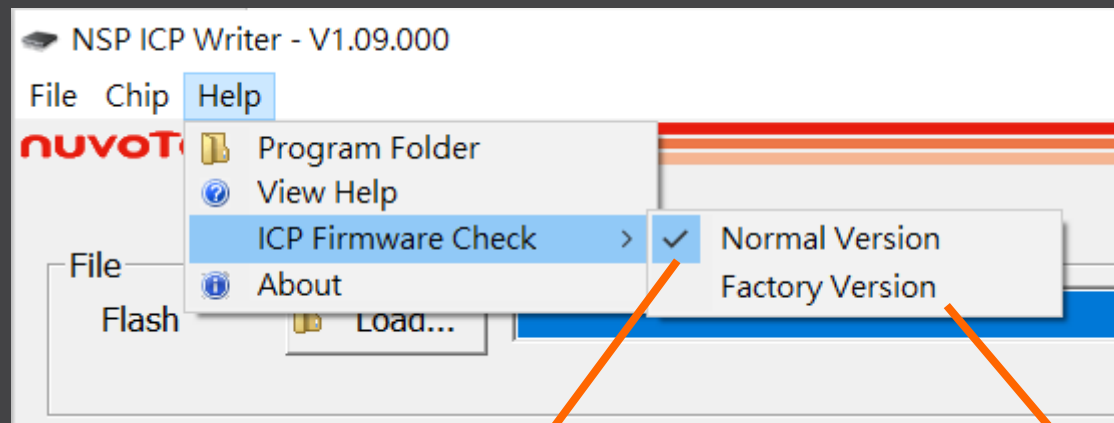 NSP ICP Writer - V1.09.000
File Chip Help
nuvoT
Program Folder
View Help
ICP Firmware Check >
Normal Version
Factory Version
About
File
Flash
Load...